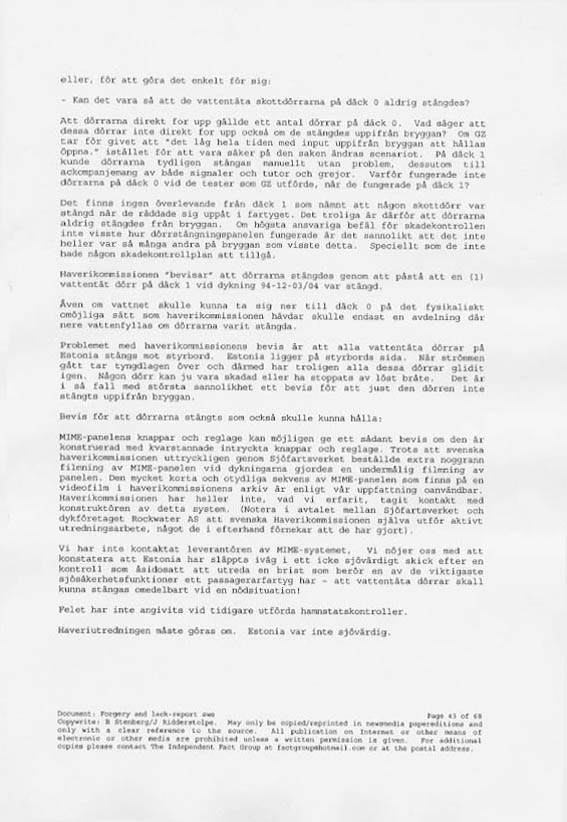 eller, för att göra det enkelt för sig:
- Kan det vara så att de vattentäta skottdörrarna på däck 0 aldrig stängdes?
Att dörrarna direkt for upp gällde ett antal dörrar på däck 0. Vad säger att
dessa dörrar inte direkt for upp också om de stängdes uppifrån bryggan? Om GZ
tar för givet att "det låg hela tiden med input uppifrån bryggan att hållas
öppna." istället för att vara säker på den saken ändras scenariot. På däck 1
kunde dörrarna tydligen stängas manuellt utan problem, dessutom till
ackompanjemang av både signaler och tutor och grejor. Varför fungerade inte
dörrarna på däck 0 vid de tester som GZ utförde, när de fungerade på däck 1?
Det finns ingen överlevande från däck 1 som nämnt att någon skottdörr var
stängd när de räddade sig uppåt i fartyget. Det troliga är därför att dörrarna
aldrig stängdes från bryggan. Om högsta ansvariga befäl för skadekontrollen
inte visste hur dörrstängningspanelen fungerade är det sannolikt att det inte
heller var så många andra på bryggan som visste detta. Speciellt som de inte
hade någon skadekontrollplan att tillgå.
Haverikommissionen "bevisar" att dörrarna stängdes genom att påstå att en (1)
vattentät dörr på däck 1 vid dykning 94-12-03/04 var stängd.
Även om vattnet skulle kunna ta sig ner till däck 0 på det fysikaliskt
omöjliga sätt som haverikommissionen hävdar skulle endast en avdelning där
nere vattenfyllas om dörrarna varit stängda.
Problemet med haverikommissionens bevis är att alla vattentäta dörrar på
Estonia stängs mot styrbord. Estonia ligger på styrbords sida. När strömmen
gått tar tyngdlagen över och därmed har troligen alla dessa dörrar glidit
igen. Någon dörr kan ju vara skadad eller ha stoppats av löst bråte. Det är
i så fall med största sannolikhet ett bevis för att just den dörren inte
stängts uppifrån bryggan.
Bevis för att dörrarna stängts som också skulle kunna hålla:
MIME-panelens knappar och reglage kan möjligen ge ett sådant bevis om den är
konstruerad med kvarstannade intryckta knappar och reglage. Trots att svenska
haverikommissionen uttryckligen genom Sjöfartsverket beställde extra noggrann
filmning av MIME-panelen vid dykningarna gjordes en undermålig filmning av
panelen. Den mycket korta och otydliga sekvens av MIME-panelen som finns på en
videofilm i haverikommissionens arkiv är enligt vår uppfattning oanvändbar.
Haverikommissionen har heller inte, vad vi erfarit, tagit kontakt med
konstruktören av detta system. (Notera i avtalet mellan Sjöfartsverket och
dykföretaget Rockwater AS att svenska Haverikommissionen själva utför aktivt
utredningsarbete, något de i efterhand förnekar att de har gjort).
Vi har inte kontaktat leverantören av MIME-systemet, Vi nöjer oss med att
konstatera att Estonia har släppts iväg i ett icke sjövärdigt skick efter en
kontroll som åsidosatt att utreda en brist som berör en av de viktigaste
sjösäkerhetsfunktioner ett passagerarfartyg har - att vattentäta dörrar skall
kunna stängas omedelbart vid en nödsituation!
Felet har inte angivits vid tidigare utförda hamnstatskontroller.
Haveriutredningen måste göras om. Estonia var inte sjövärdig.
Document: Forgery and lack-report swe Page 43 of 68
Copywrite: B Stenberg/J Ridderstolpe. May only be copied/reprinted in newsmedia papereditions and
only with a clear reference to the source. All publication on Internet or other means of
electronic or other media are prohibited unless a written permission is given. For additional
copies please contact The Independent Fact Group at factgroup@hotmail.com or at the postal address.